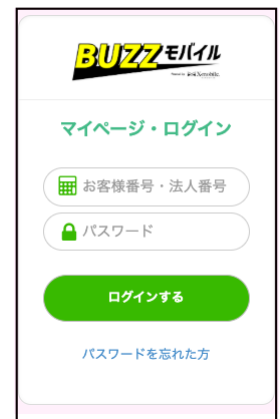 BUZZモバイル
マイページ・ログイン
お客様番号・法人番号
パスワード
ログインする
パスワードを忘れた方